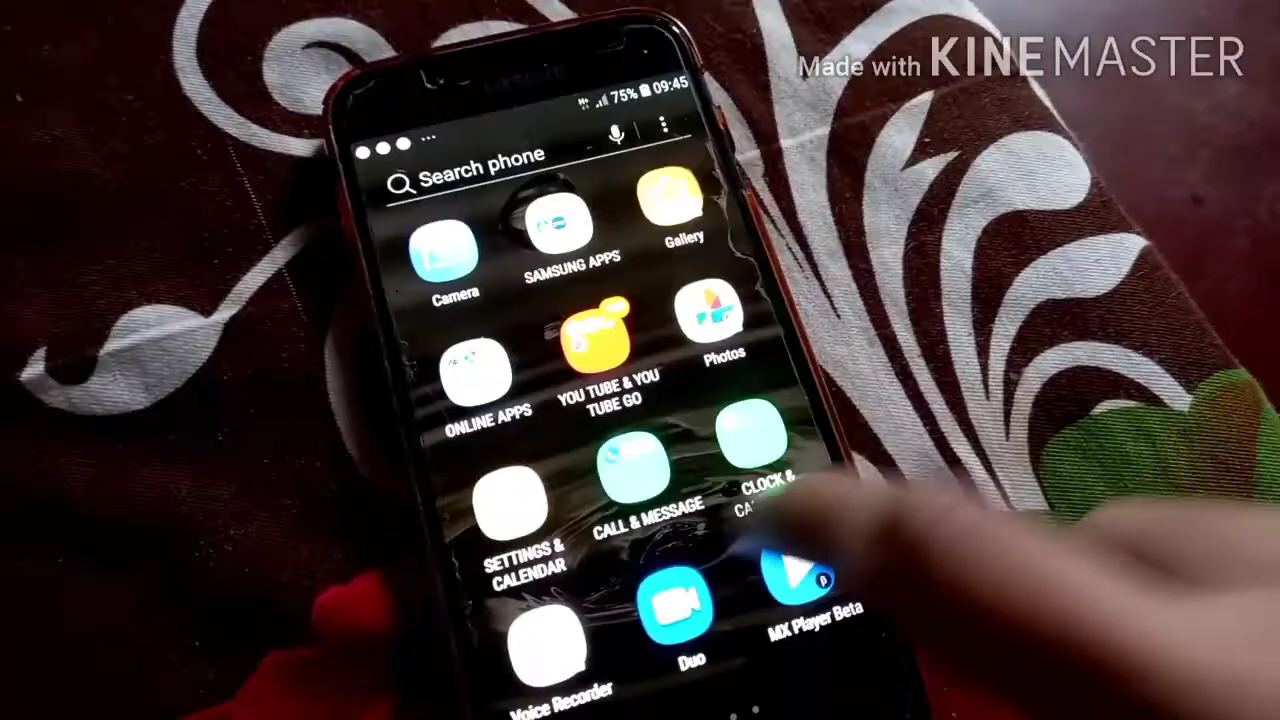 Made with KINEMASTER
75% 09:45
Search phone
Camera
SAMSUNG APPS
Gallery
ONLINE APPS
YOU TUBE & YOU
TUBE GO
Photos
SETTINGS &
CALENDAR
CALL & MESSAGE
CLOCK &
Voice Recorder
Duo
MX Player Beta